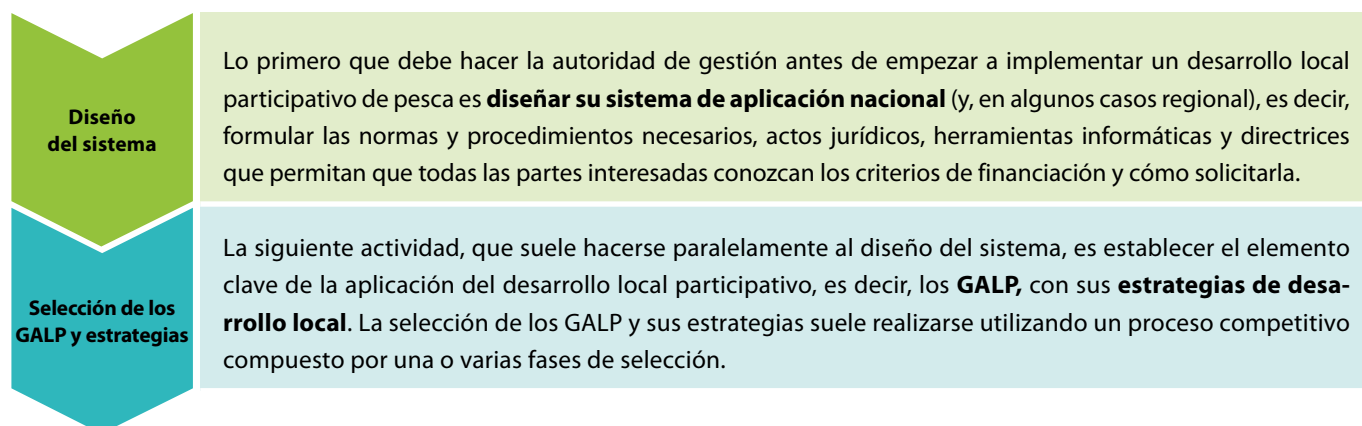 Diseño
del sistema
Lo primero que debe hacer la autoridad de gestión antes de empezar a implementar un desarrollo local
participativo de pesca es diseñar su sistema de aplicación nacional (y, en algunos casos regional), es decir,
formular las normas y procedimientos necesarios, actos jurídicos, herramientas informáticas y directrices
que permitan que todas las partes interesadas conozcan los criterios de financiación y cómo solicitarla.
Selección de los
GALP y estrategias
La siguiente actividad, que suele hacerse paralelamente al diseño del sistema, es establecer el elemento
clave de la aplicación del desarrollo local participativo, es decir, los GALP, con sus estrategias de desa-
rrollo local. La selección de los GALP y sus estrategias suele realizarse utilizando un proceso competitivo
compuesto por una o varias fases de selección.